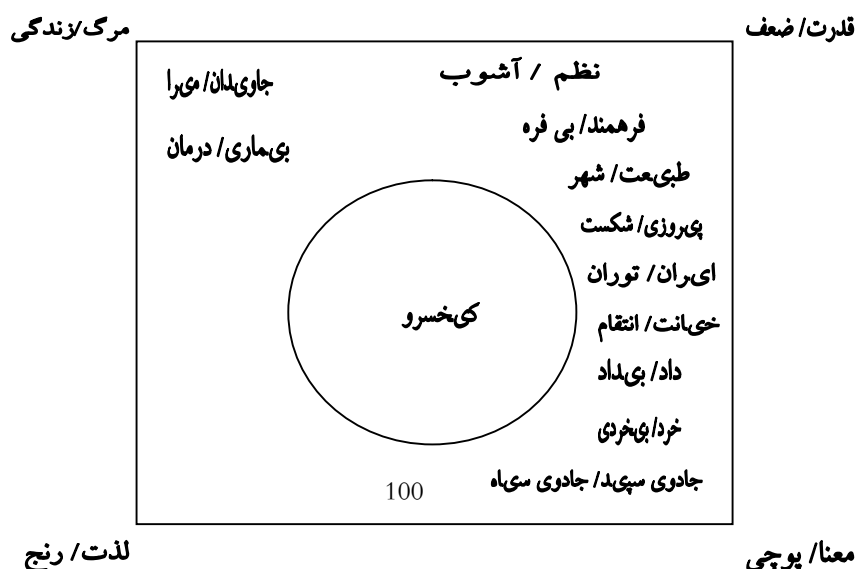 قدرت/ ضعف
مرگ/زندگی
نظم / آشوب
جاویدان/ میرا
فرهمند/ بی فره
بیماری/ درمان
طبیعت/ شهر
پیروزی/ شکست
ایران/ توران
کیخسرو
خیانت/ انتقام
داد/ بیداد
خرد/ بیخردی
جادوی سپید/ جادوی سیاه
100
معنا/ پوچی
لذت/ رنج